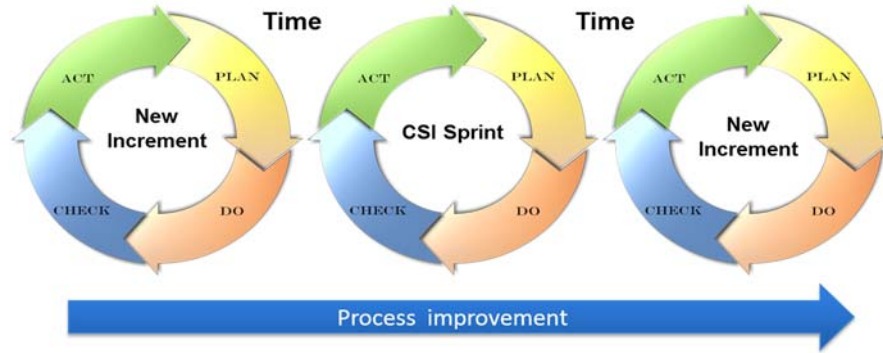 Time
Time
ACT
PLAN
New
Increment
CHECK
DO
ACT
PLAN
CSI Sprint
CHECK
DO
ACT
PLAN
New
Increment
CHECK
DO
Process improvement